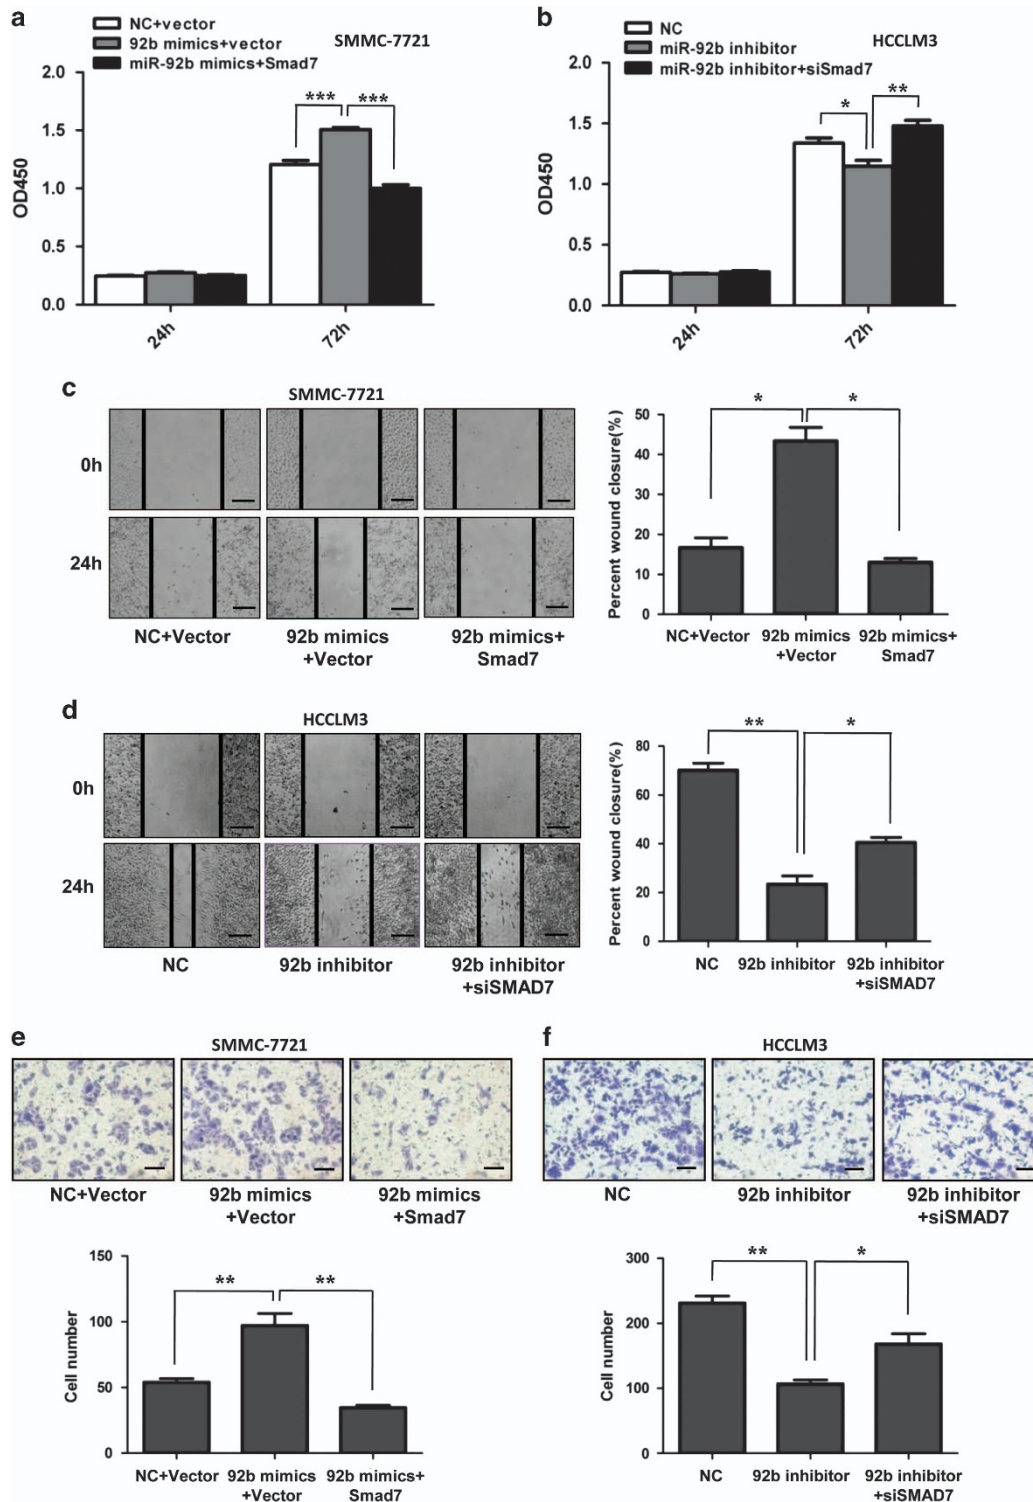 a
NC+vector
92b mimics+vector
miR-92b mimics+Smad7
SMMC-7721
2.0
1.5
1.0
0.5
0.0
OD450
***
***
24h
72h
b
NC
miR-92b inhibitor
miR-92b inhibitor+siSmad7
HCCLM3
2.0
1.5
1.0
0.5
0.0
OD450
*
**
24h
72h
c
SMMC-7721
0h
24h
NC+Vector
92b mimics
+Vector
92b mimics+
Smad7
Percent wound closure(%)
50
40
30
20
10
0
*
*
NC+Vector
92b mimics
+Vector
92b mimics+
Smad7
d
HCCLM3
0h
24h
NC
92b inhibitor
92b inhibitor
+siSMAD7
Percent wound closure(%)
80
60
40
20
0
**
*
NC
92b inhibitor
92b inhibitor
+siSMAD7
e
SMMC-7721
NC+Vector
92b mimics
+Vector
92b mimics
+Smad7
Cell number
150
100
50
0
**
**
NC+Vector
92b mimics
+Vector
92b mimics+
Smad7
f
HCCLM3
NC
92b inhibitor
92b inhibitor
+siSMAD7
Cell number
300
200
100
0
**
*
NC
92b inhibitor
92b inhibitor
+siSMAD7